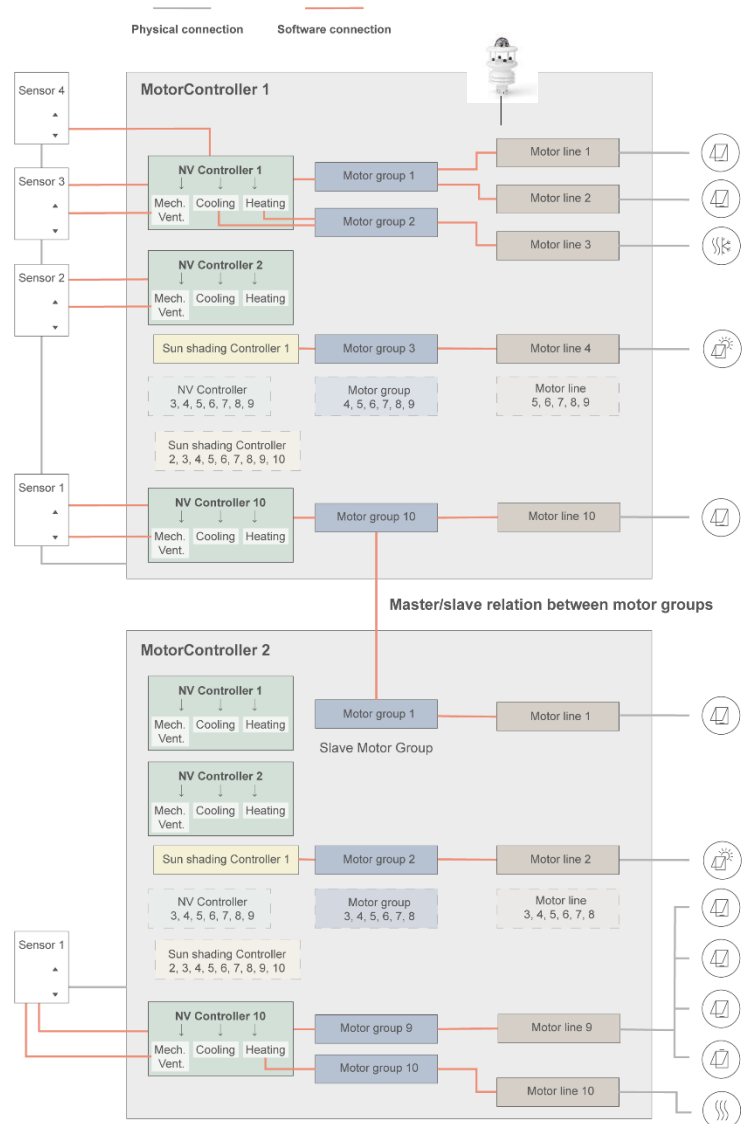 Physical connection
Software connection
Sensor 4
MotorController 1
Sensor 3
NV Controller 1
Mech.
Vent.
Cooling
Heating
Motor group 1
Motor group 2
Motor line 1
Motor line 2
Motor line 3
Sensor 2
NV Controller 2
Mech.
Vent.
Cooling
Heating
Sun shading Controller 1
Motor group 3
Motor line 4
NV Controller
3, 4, 5, 6, 7, 8, 9
Motor group
4, 5, 6, 7, 8, 9
Motor line
5, 6, 7, 8, 9
Sun shading Controller
2, 3, 4, 5, 6, 7, 8, 9, 10
Sensor 1
NV Controller 10
Mech.
Vent.
Cooling
Heating
Motor group 10
Motor line 10
Master/slave relation between motor groups
MotorController 2
NV Controller 1
Mech.
Vent.
Cooling
Heating
Motor group 1
Slave Motor Group
Motor line 1
NV Controller 2
Mech.
Vent.
Cooling
Heating
Sun shading Controller 1
Motor group 2
Motor line 2
NV Controller
3, 4, 5, 6, 7, 8, 9
Motor group
3, 4, 5, 6, 7, 8
Motor line
3, 4, 5, 6, 7, 8
Sun shading Controller
2, 3, 4, 5, 6, 7, 8, 9, 10
Sensor 1
NV Controller 10
Mech.
Vent.
Cooling
Heating
Motor group 9
Motor group 10
Motor line 9
Motor line 10